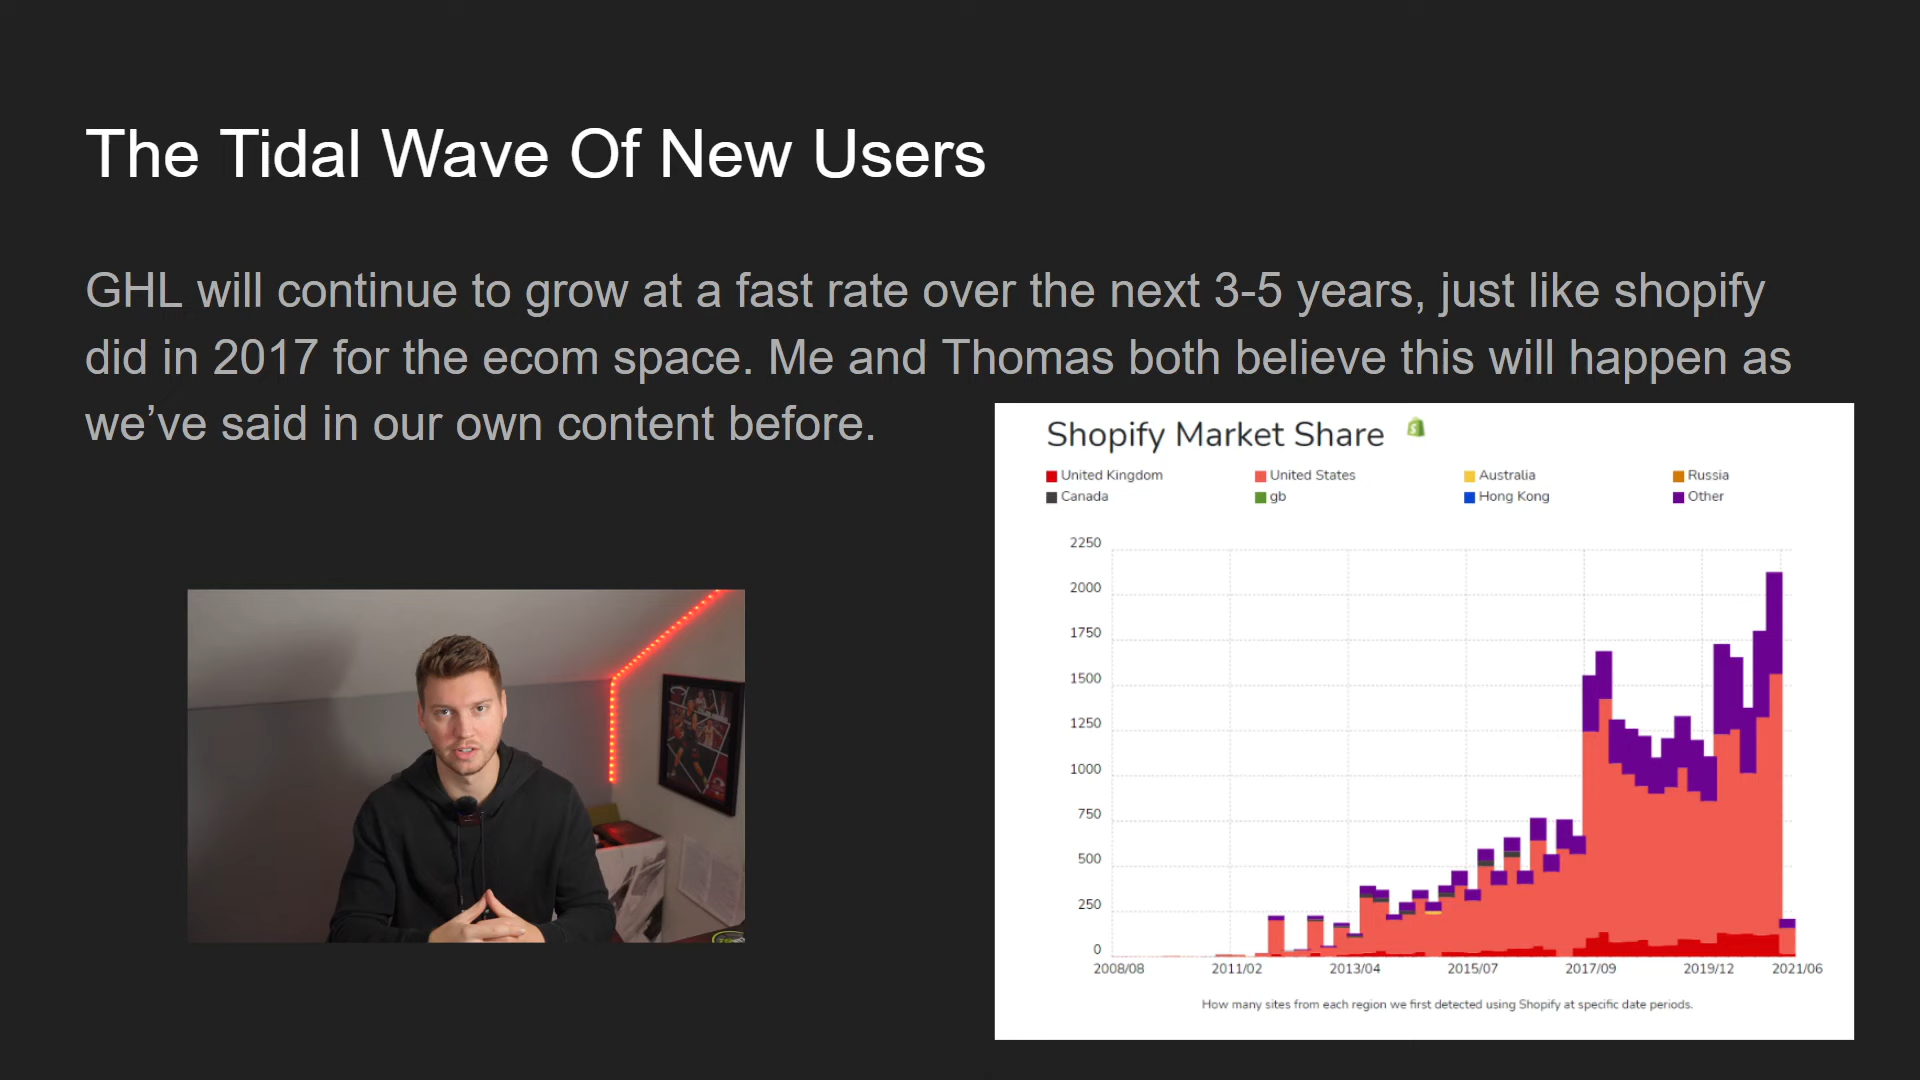 The Tidal Wave Of New Users
GHL will continue to grow at a fast rate over the next 3-5 years, just like shopify
did in 2017 for the ecom space. Me and Thomas both believe this will happen as
we’ve said in our own content before.
Shopify Market Share
United Kingdom United States Australia Russia
Canada gb Hong Kong Other
2250
2000
1750
1500
1250
1000
750
500
250
0
2008/08 2011/02 2013/04 2015/07 2017/09 2019/12 2021/06
How many sites from each region we first detected using Shopify at specific date periods.